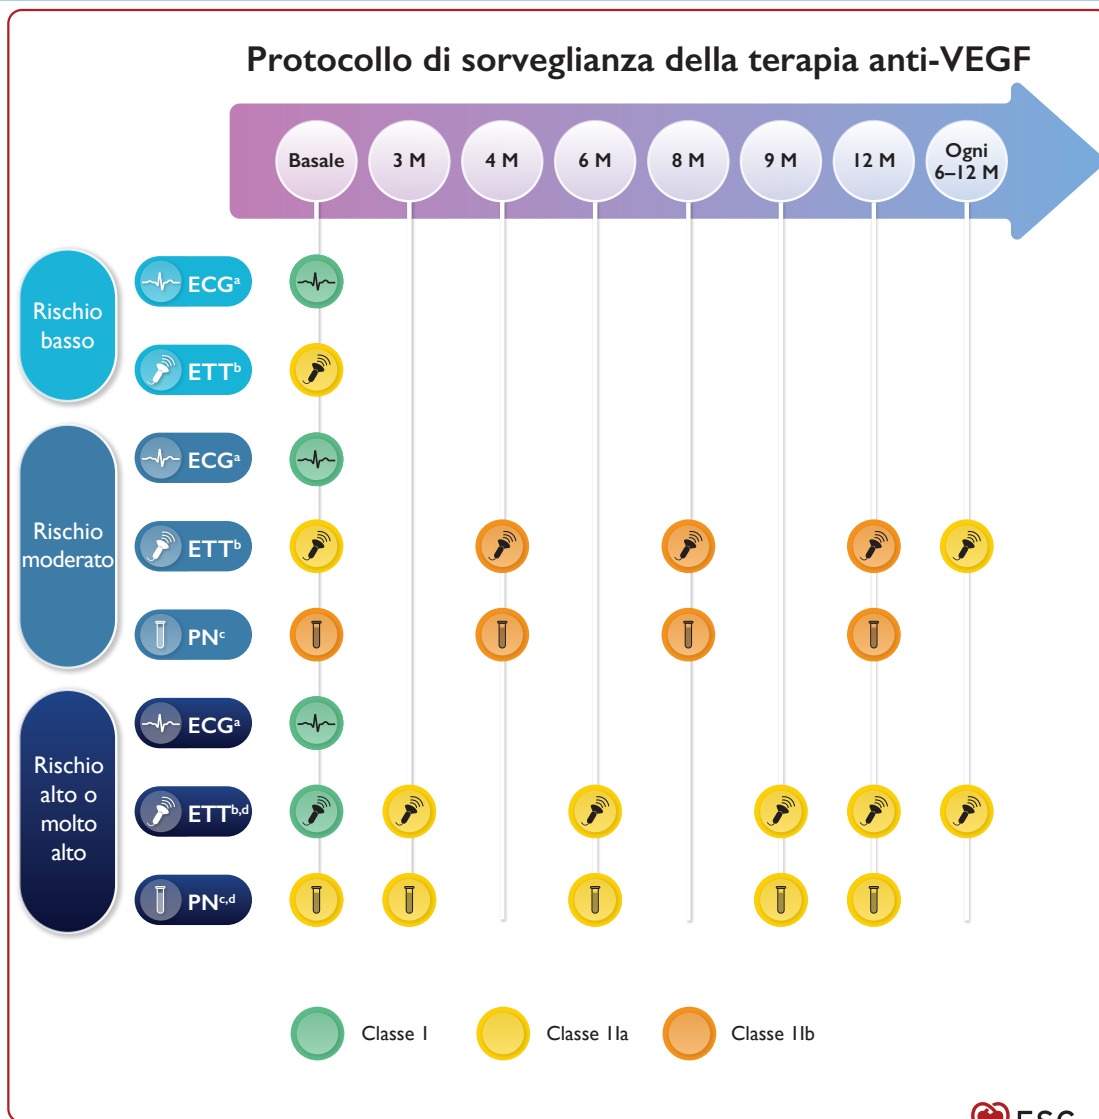 Protocollo di sorveglianza della terapia anti-VEGF
Basale
3 M
4 M
6 M
8 M
9 M
12 M
Ogni
6–12 M
Rischio
basso
ECGᵃ
ETTᵇ
Rischio
moderato
ECGᵃ
ETTᵇ
PNᶜ
Rischio
alto o
molto
alto
ECGᵃ
ETTᵇ,ᵈ
PNᶜ,ᵈ
Classe I
Classe IIa
Classe IIb
ESC